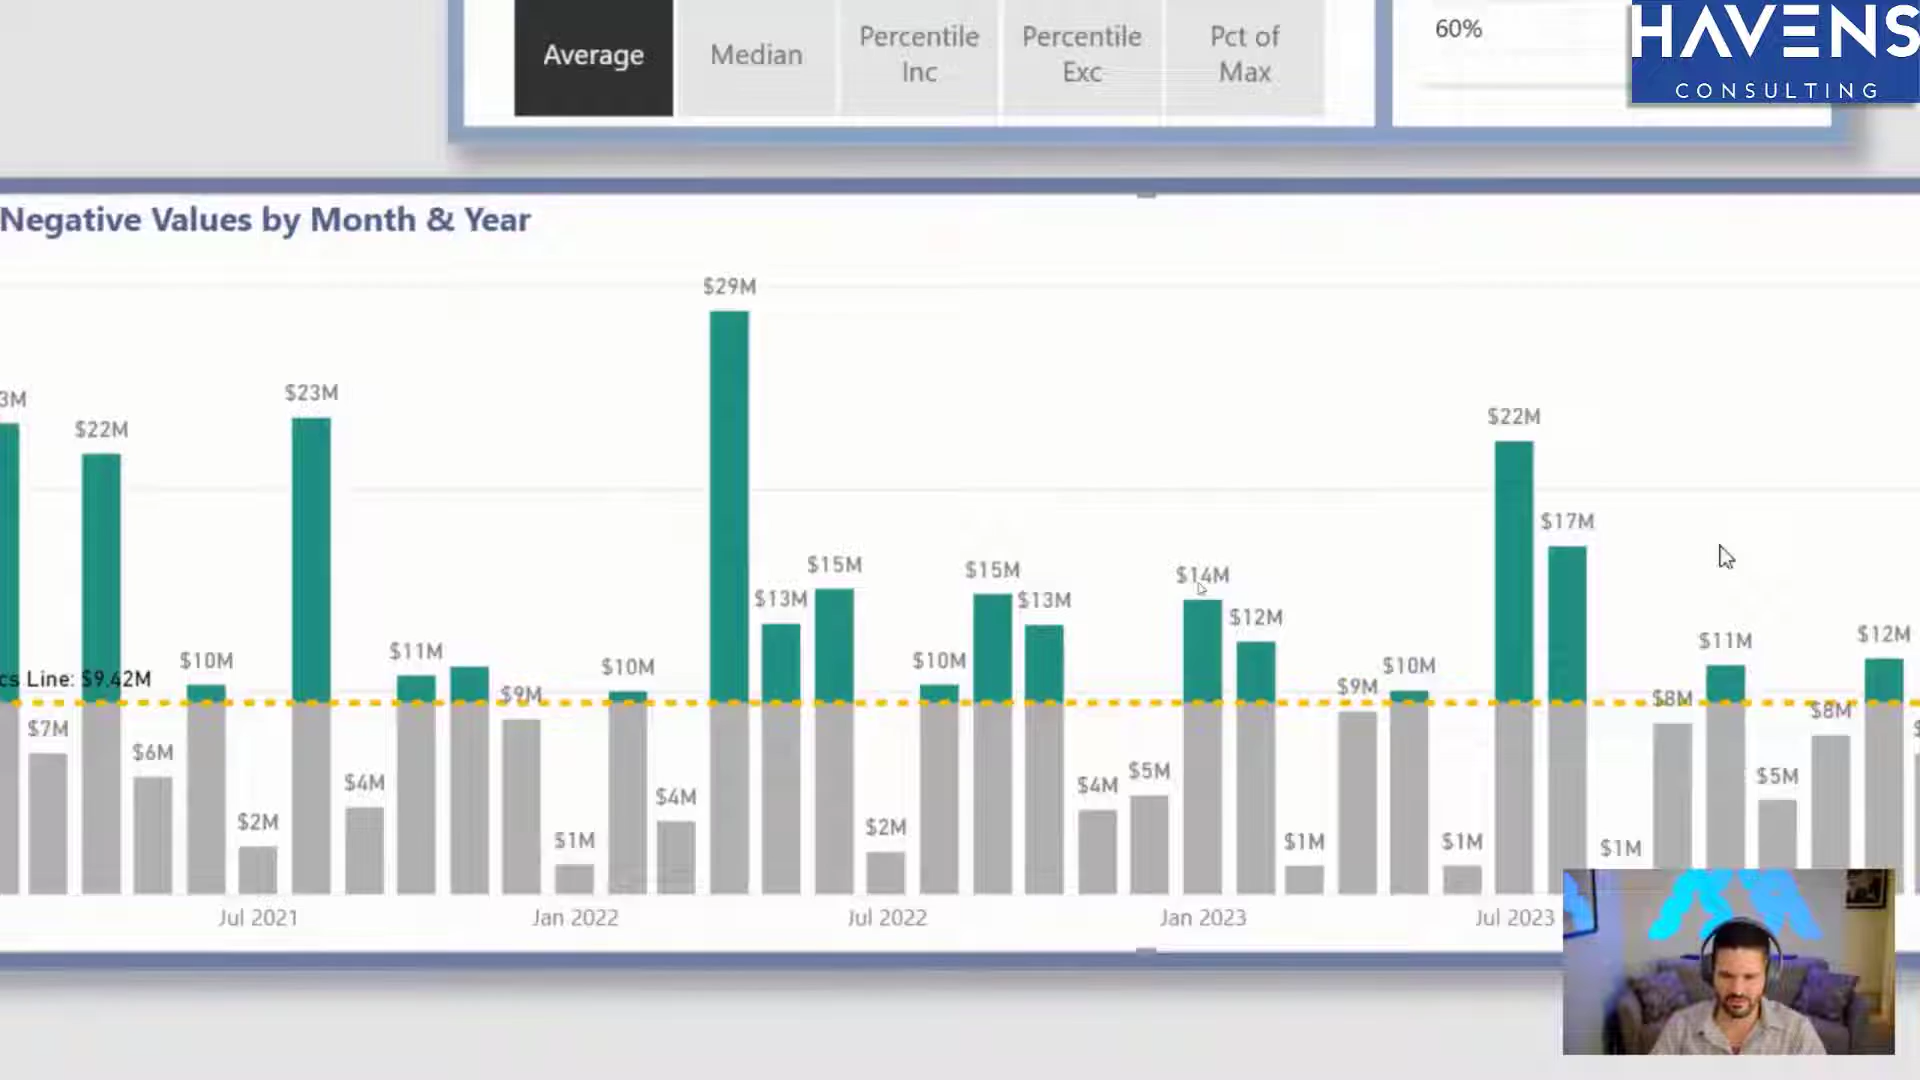 Average
Median
Percentile
Inc
Percentile
Exc
Pct of
Max
60%
HAVENS
CONSULTING
Negative Values by Month & Year
$29M
3M
$23M
$22M
$22M
$17M
$15M
$15M
$14M
$13M
$13M
$12M
$12M
$11M
$11M
$10M
$10M
$10M
$10M
cs Line: $9.42M
$9M
$9M
$8M
$8M
$7M
$6M
$5M
$5M
$4M
$4M
$4M
$2M
$2M
$1M
$1M
$1M
$1M
Jul 2021
Jan 2022
Jul 2022
Jan 2023
Jul 2023